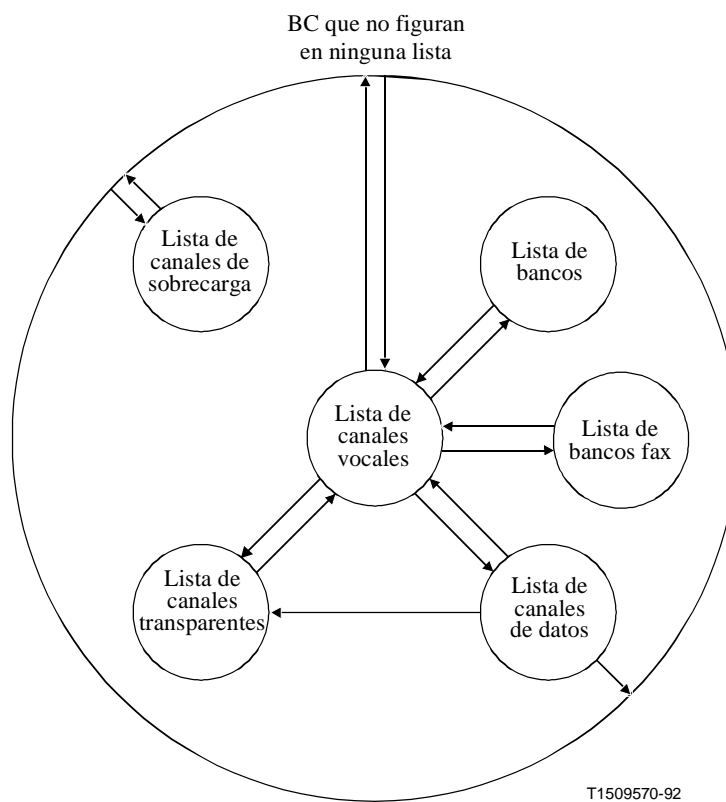 BC que no figuran
en ninguna lista
Lista de
canales de
sobrecarga
Lista de
bancos
Lista de
canales
vocales
Lista de
bancos fax
Lista de
canales
transparentes
Lista de
canales
de datos
T1509570-92